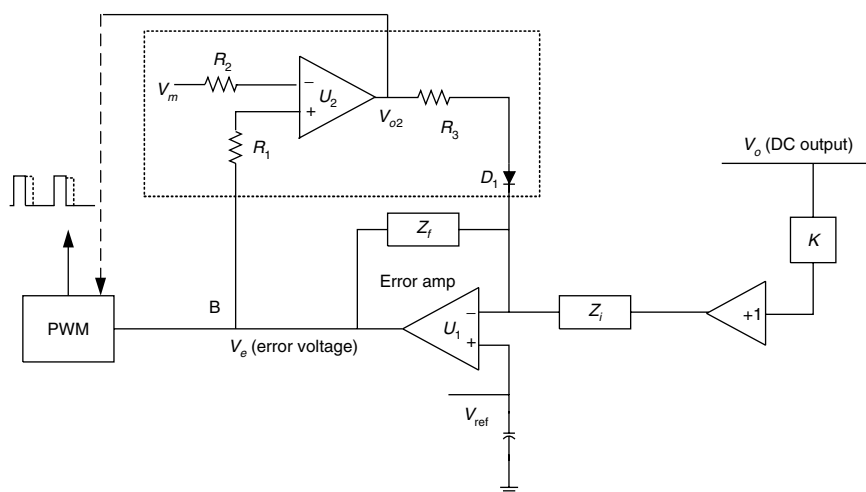 R2
Vm
−
U2
+
Vo2
R3
R1
D1
Vo (DC output)
K
Zf
Error amp
B
+1
Zi
−
U1
+
PWM
Ve (error voltage)
Vref